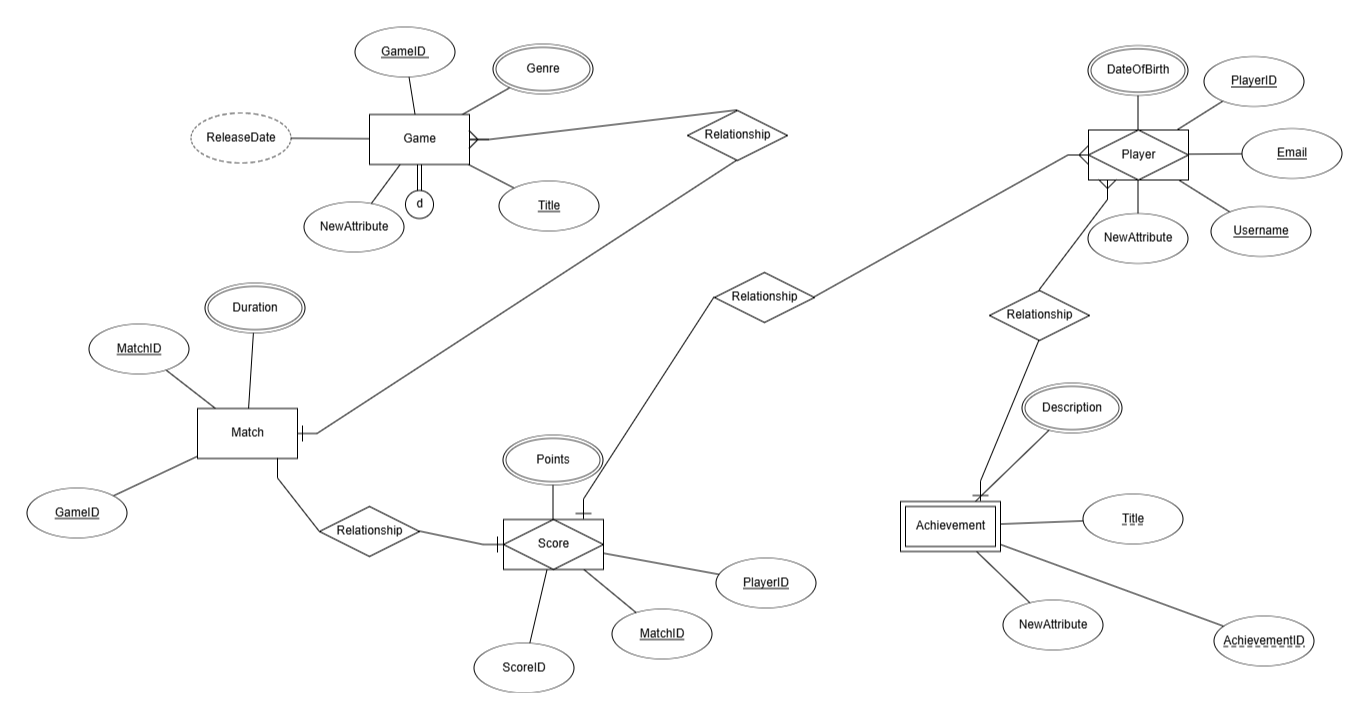 GameID
Genre
ReleaseDate
Game
Relationship
d
Title
NewAttribute
DateOfBirth
PlayerID
Player
Email
NewAttribute
Username
Relationship
Relationship
Duration
MatchID
Match
GameID
Relationship
Points
Score
PlayerID
MatchID
ScoreID
Description
Achievement
Title
NewAttribute
AchievementID